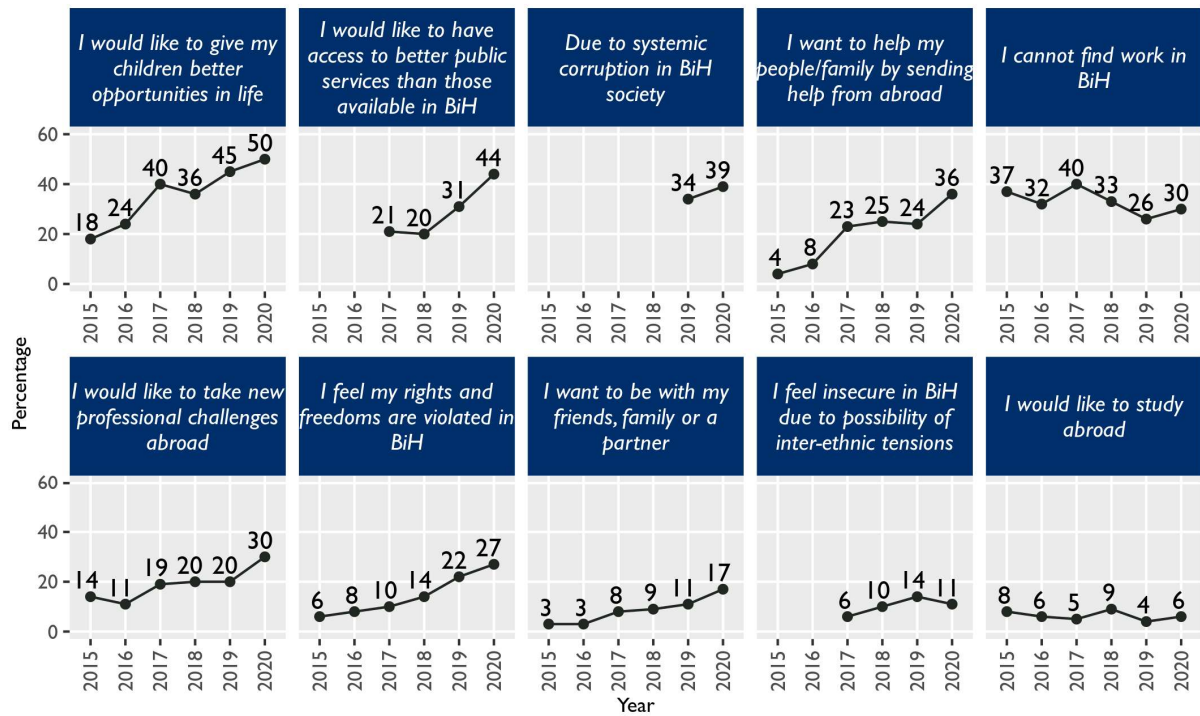 I would like to give my
children better
opportunities in life
I would like to have
access to better public
services than those
available in BiH
Due to systemic
corruption in BiH
society
I want to help my
people/family by sending
help from abroad
I cannot find work in
BiH
60
40
20
0
18 24 40 36 45 50
21 20 31 44
34 39
4 8 23 25 24 36
37 32 40 33 26 30
2015 2016 2017 2018 2019 2020
2015 2016 2017 2018 2019 2020
2015 2016 2017 2018 2019 2020
2015 2016 2017 2018 2019 2020
2015 2016 2017 2018 2019 2020
Percentage
I would like to take new
professional challenges
abroad
I feel my rights and
freedoms are violated in
BiH
I want to be with my
friends, family or a
partner
I feel insecure in BiH
due to possibility of
inter-ethnic tensions
I would like to study
abroad
60
40
20
0
14 11 19 20 20 30
6 8 10 14 22 27
3 3 8 9 11 17
6 10 14 11
8 6 5 9 4 6
2015 2016 2017 2018 2019 2020
2015 2016 2017 2018 2019 2020
2015 2016 2017 2018 2019 2020
2015 2016 2017 2018 2019 2020
2015 2016 2017 2018 2019 2020
Year